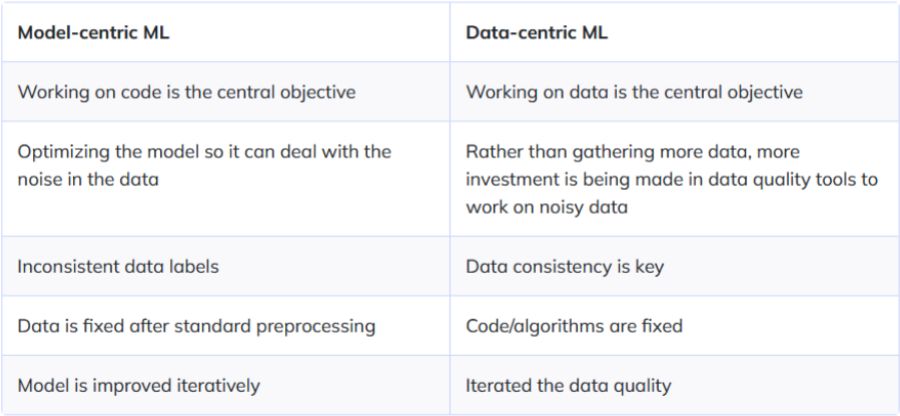 Model-centric ML
Data-centric ML
Working on code is the central objective
Working on data is the central objective
Optimizing the model so it can deal with the
noise in the data
Rather than gathering more data, more
investment is being made in data quality tools to
work on noisy data
Inconsistent data labels
Data consistency is key
Data is fixed after standard preprocessing
Code/algorithms are fixed
Model is improved iteratively
Iterated the data quality